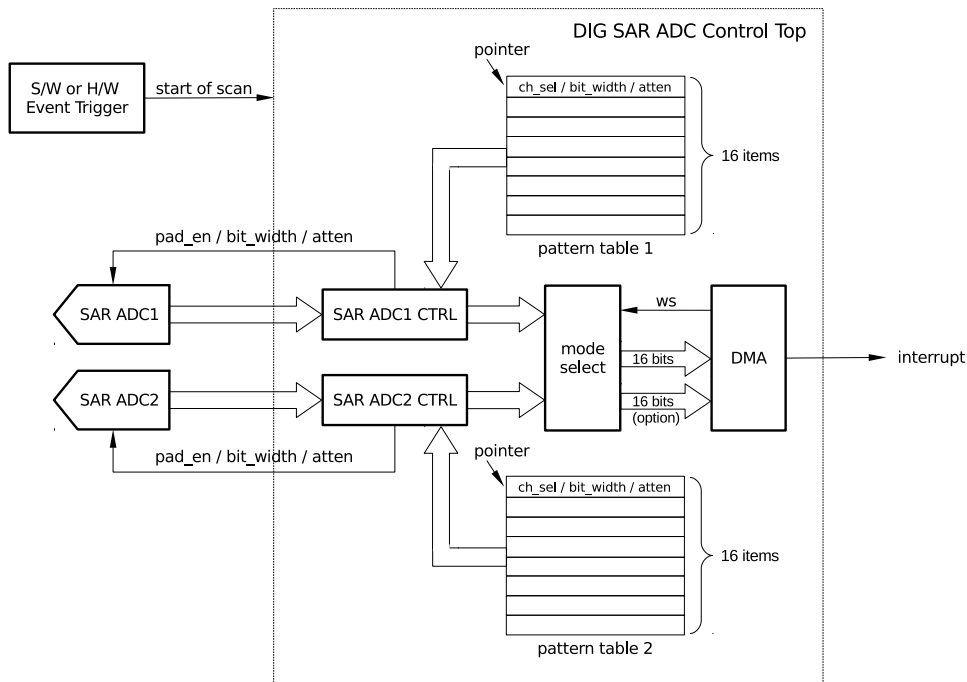 DIG SAR ADC Control Top
pointer
S/W or H/W
Event Trigger
start of scan
ch_sel / bit_width / atten
16 items
pattern table 1
pad_en / bit_width / atten
SAR ADC1
SAR ADC1 CTRL
ws
mode
select
16 bits
DMA
interrupt
SAR ADC2
SAR ADC2 CTRL
16 bits
(option)
pad_en / bit_width / atten
pointer
ch_sel / bit_width / atten
16 items
pattern table 2